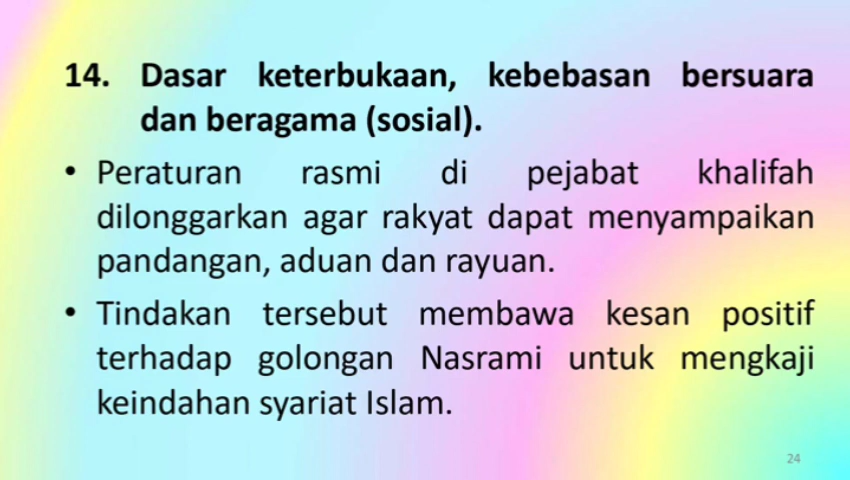 14. Dasar keterbukaan, kebebasan bersuara
dan beragama (sosial).
• Peraturan rasmi di pejabat khalifah
dilonggarkan agar rakyat dapat menyampaikan
pandangan, aduan dan rayuan.
• Tindakan tersebut membawa kesan positif
terhadap golongan Nasrami untuk mengkaji
keindahan syariat Islam.
24